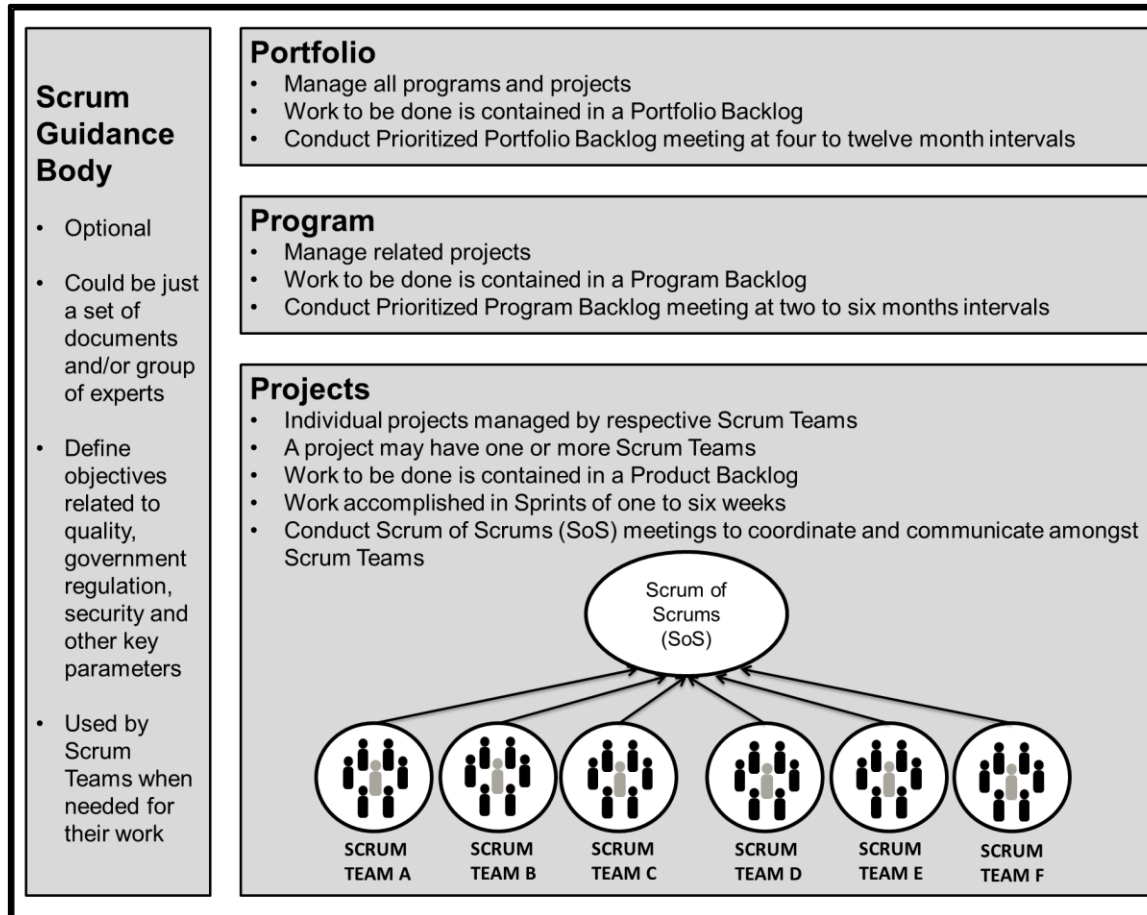 Scrum
Guidance
Body
• Optional
• Could be just
a set of
documents
and/or group
of experts
• Define
objectives
related to
quality,
government
regulation,
security and
other key
parameters
• Used by
Scrum
Teams when
needed for
their work
Portfolio
• Manage all programs and projects
• Work to be done is contained in a Portfolio Backlog
• Conduct Prioritized Portfolio Backlog meeting at four to twelve month intervals
Program
• Manage related projects
• Work to be done is contained in a Program Backlog
• Conduct Prioritized Program Backlog meeting at two to six months intervals
Projects
• Individual projects managed by respective Scrum Teams
• A project may have one or more Scrum Teams
• Work to be done is contained in a Product Backlog
• Work accomplished in Sprints of one to six weeks
• Conduct Scrum of Scrums (SoS) meetings to coordinate and communicate amongst
Scrum Teams
Scrum of
Scrums
(SoS)
SCRUM
TEAM A
SCRUM
TEAM B
SCRUM
TEAM C
SCRUM
TEAM D
SCRUM
TEAM E
SCRUM
TEAM F